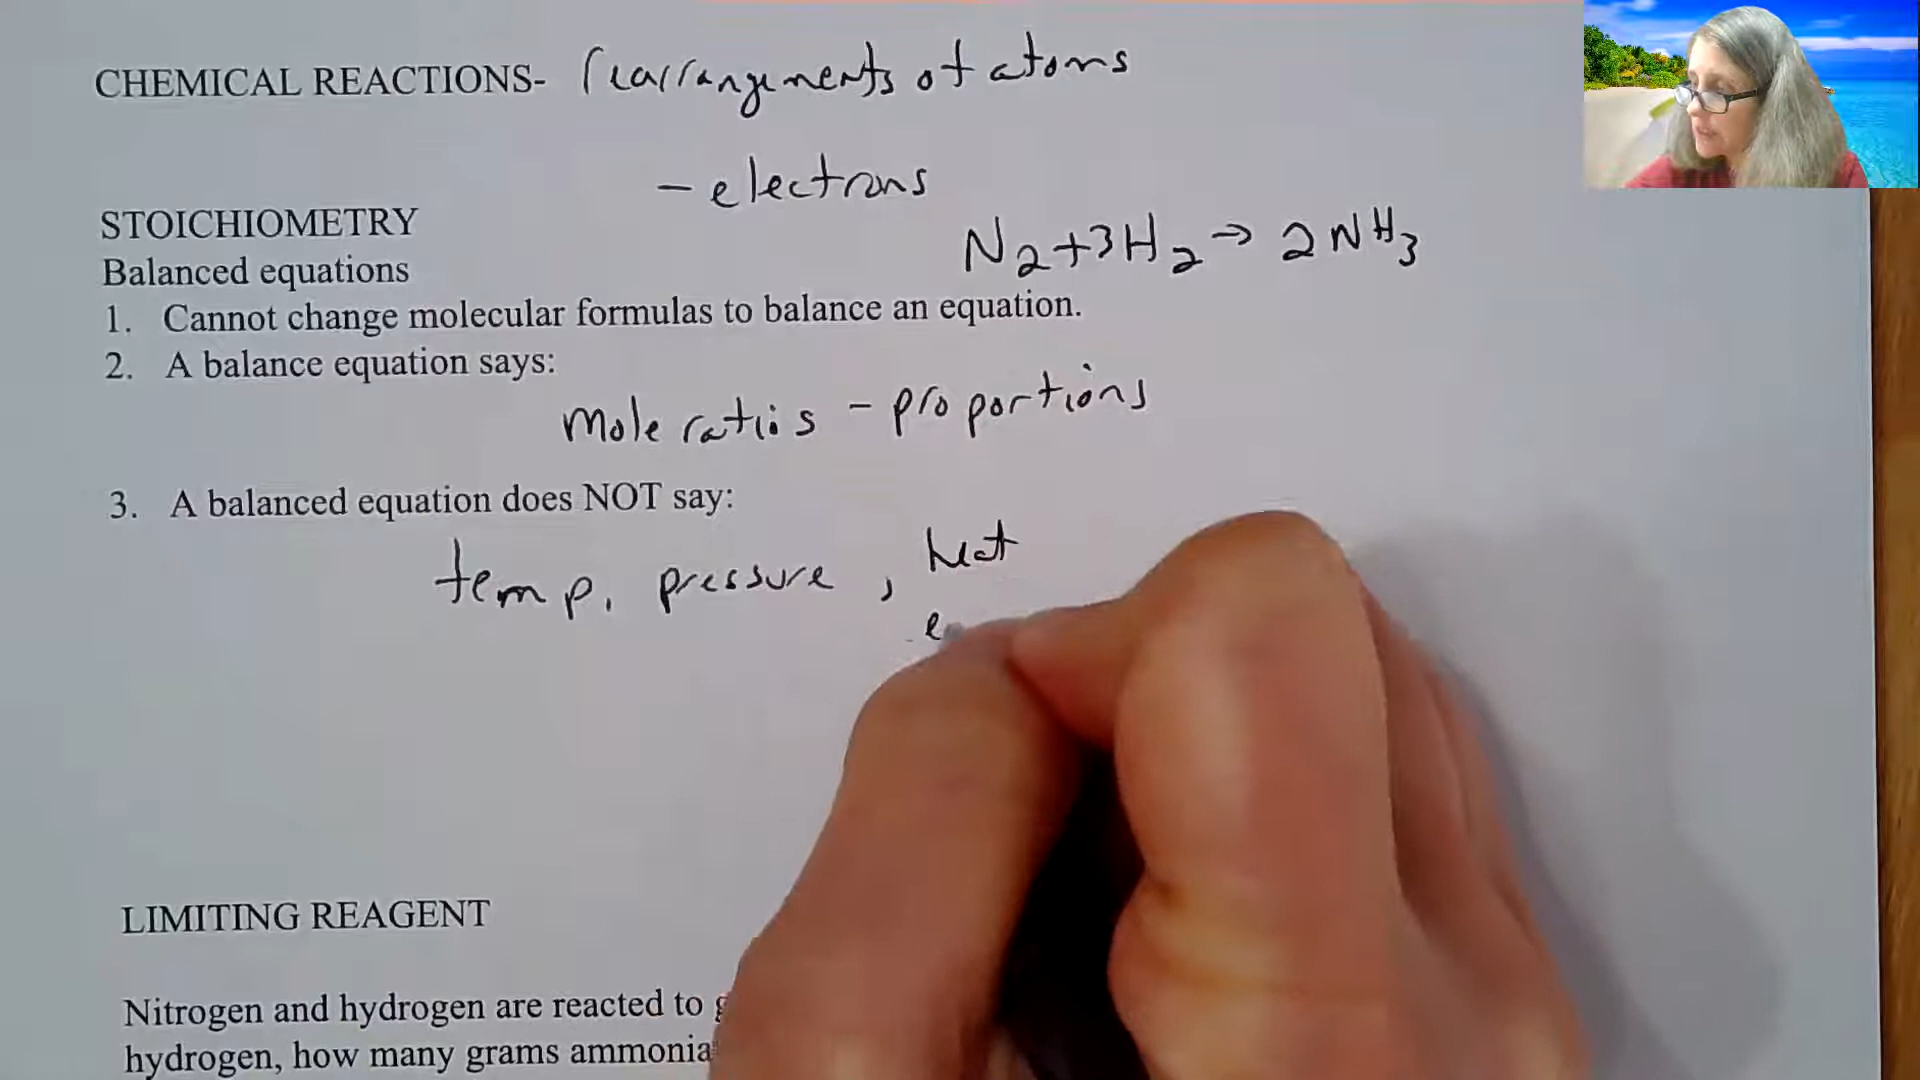 CHEMICAL REACTIONS- rearrangements of atoms
- electrons
STOICHIOMETRY
N2+3H2→2NH3
Balanced equations
1. Cannot change molecular formulas to balance an equation.
2. A balance equation says:
mole ratios - proportions
3. A balanced equation does NOT say:
temp, pressure, heat
LIMITING REAGENT
Nitrogen and hydrogen are reacted to
hydrogen, how many grams ammonia